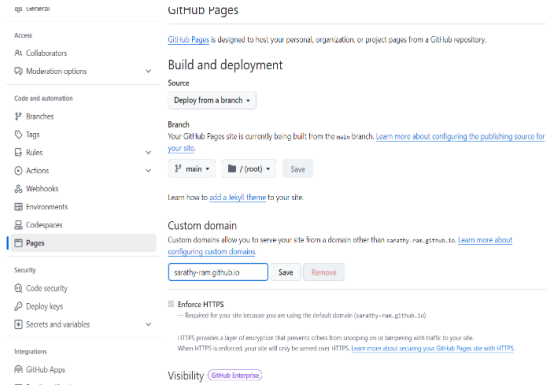 General
GitHub Pages
Access
Collaborators
Moderation options
Code and automation
Branches
Tags
Rules
Actions
Webhooks
Environments
Codespaces
Pages
Security
Code security
Deploy keys
Secrets and variables
Integrations
GitHub Apps
GitHub Pages is designed to host your personal, organization, or project pages from a GitHub repository.
Build and deployment
Source
Deploy from a branch
Branch
Your GitHub Pages site is currently being built from the main branch. Learn more about configuring the publishing source for
your site.
main
/ (root)
Save
Learn how to add a Jekyll theme to your site.
Custom domain
Custom domains allow you to serve your site from a domain other than sarathy-ram.github.io. Learn more about
configuring custom domains.
sarathy-ram.github.io
Save
Remove
Enforce HTTPS
— Required for your site because you are using the default domain (sarathy-ram.github.io)
HTTPS provides a layer of encryption that prevents others from snooping on or tampering with traffic to your site.
When HTTPS is enforced, your site will only be served over HTTPS. Learn more about securing your GitHub Pages site with HTTPS.
Visibility
GitHub Enterprise